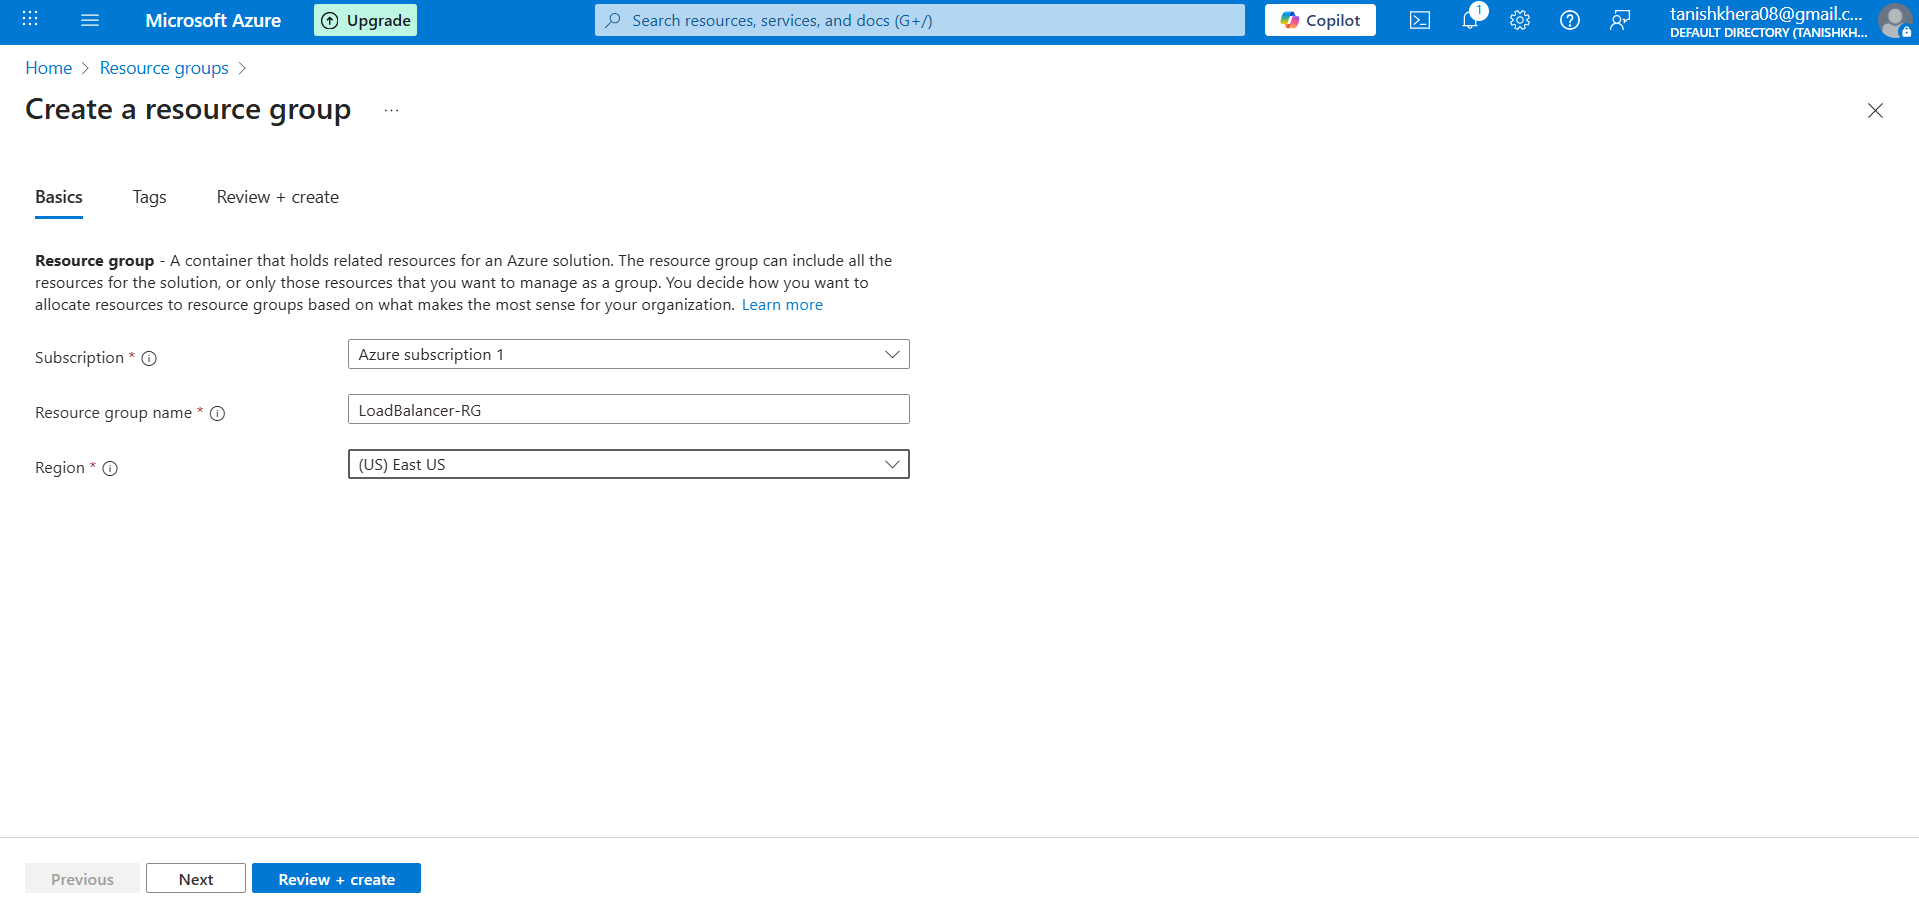 Microsoft Azure
Upgrade
Search resources, services, and docs (G+/)
Copilot
1
tanishkhera08@gmail.c...
DEFAULT DIRECTORY (TANISHKH...
Home > Resource groups >
Create a resource group ...
Basics Tags Review + create
Resource group - A container that holds related resources for an Azure solution. The resource group can include all the
resources for the solution, or only those resources that you want to manage as a group. You decide how you want to
allocate resources to resource groups based on what makes the most sense for your organization. Learn more
Subscription * Azure subscription 1
Resource group name * LoadBalancer-RG
Region * (US) East US
Previous Next Review + create